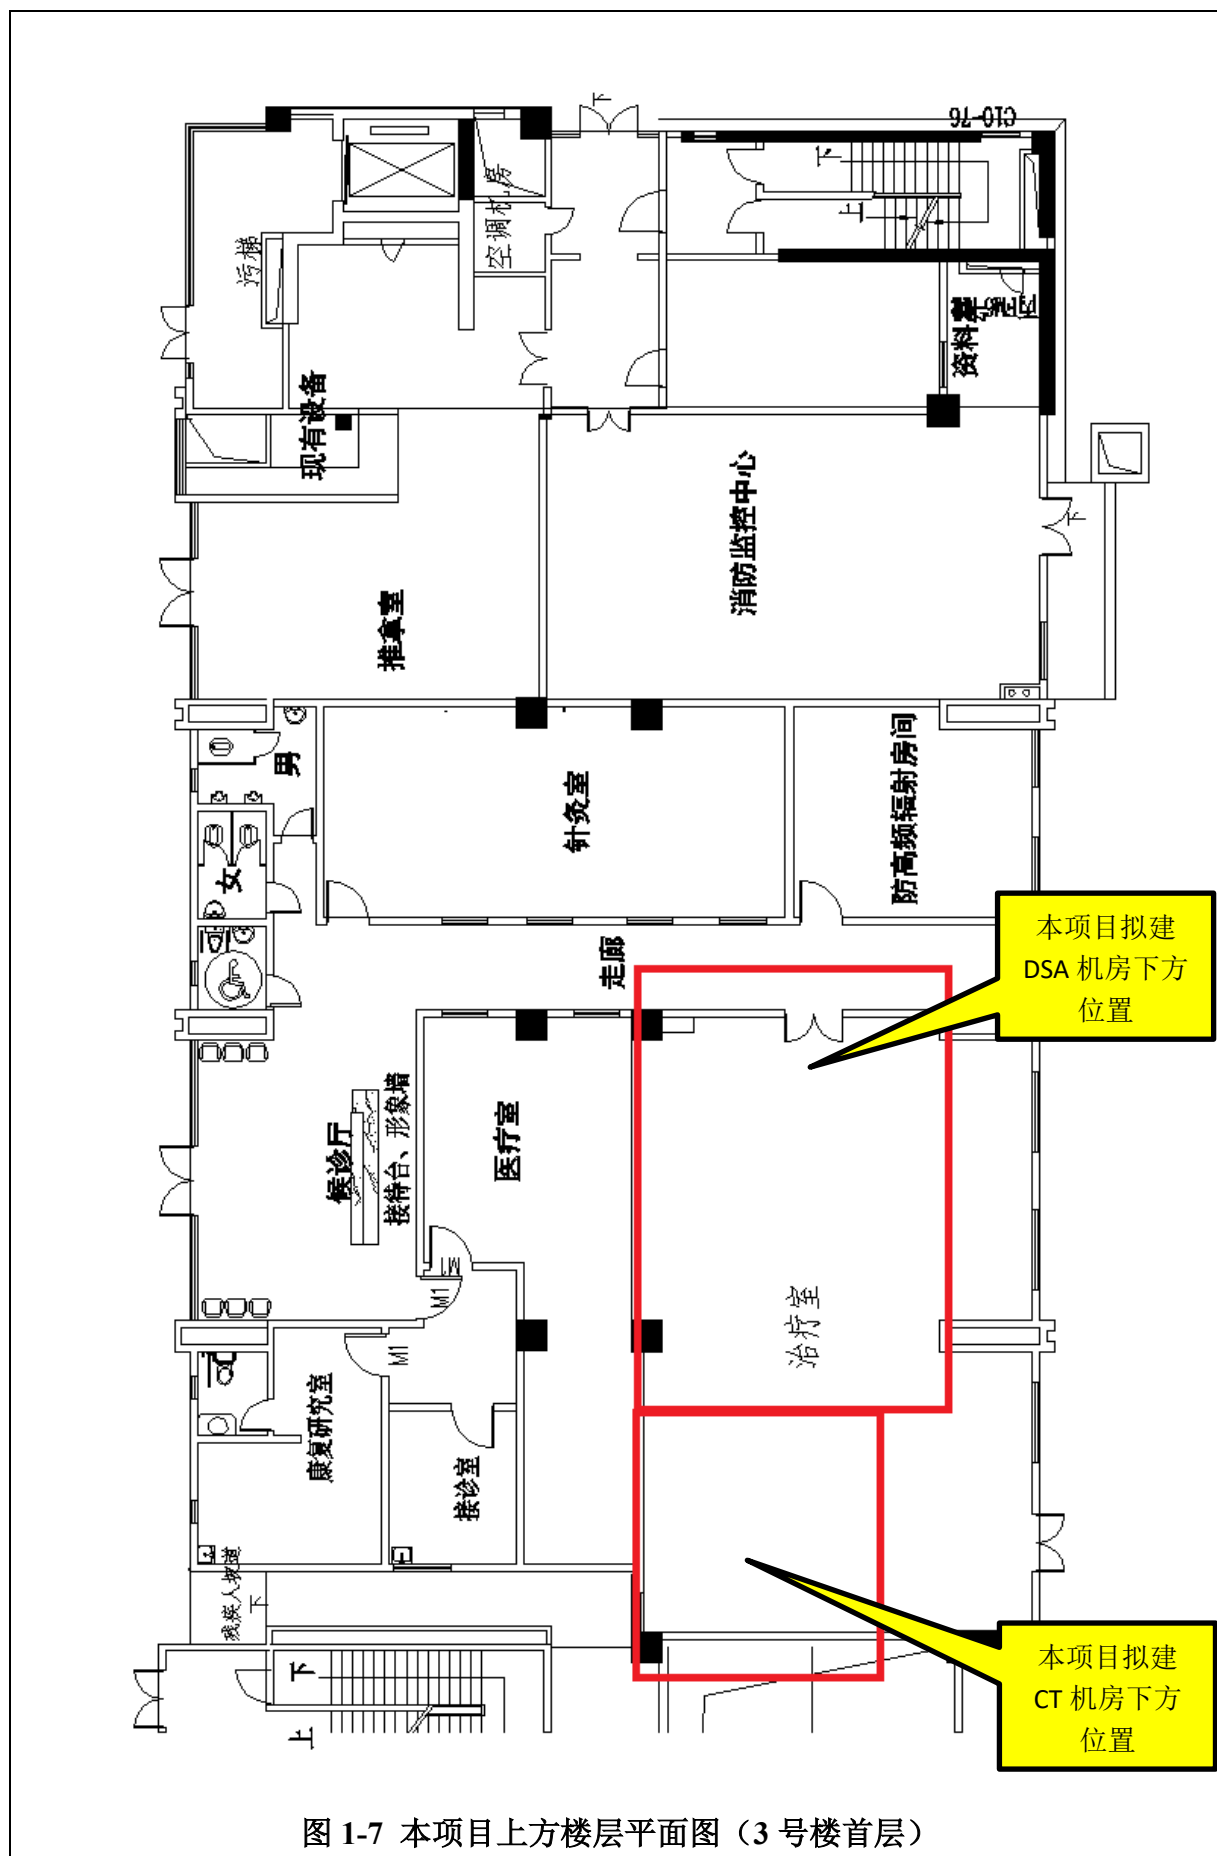 下
C10-76
下
上
空调机房
污梯
资料室
现有设备
消防监控中心
下
推拿室
男
针灸室
防高频辐射房间
女
走廊
本项目拟建
DSA 机房下方
位置
医疗室
候诊厅
接待台、形象墙
M1
治疗室
M1
康复研究室
接诊室
残疾人坡道
下
下
上
本项目拟建
CT 机房下方
位置
图 1-7 本项目上方楼层平面图（3 号楼首层）